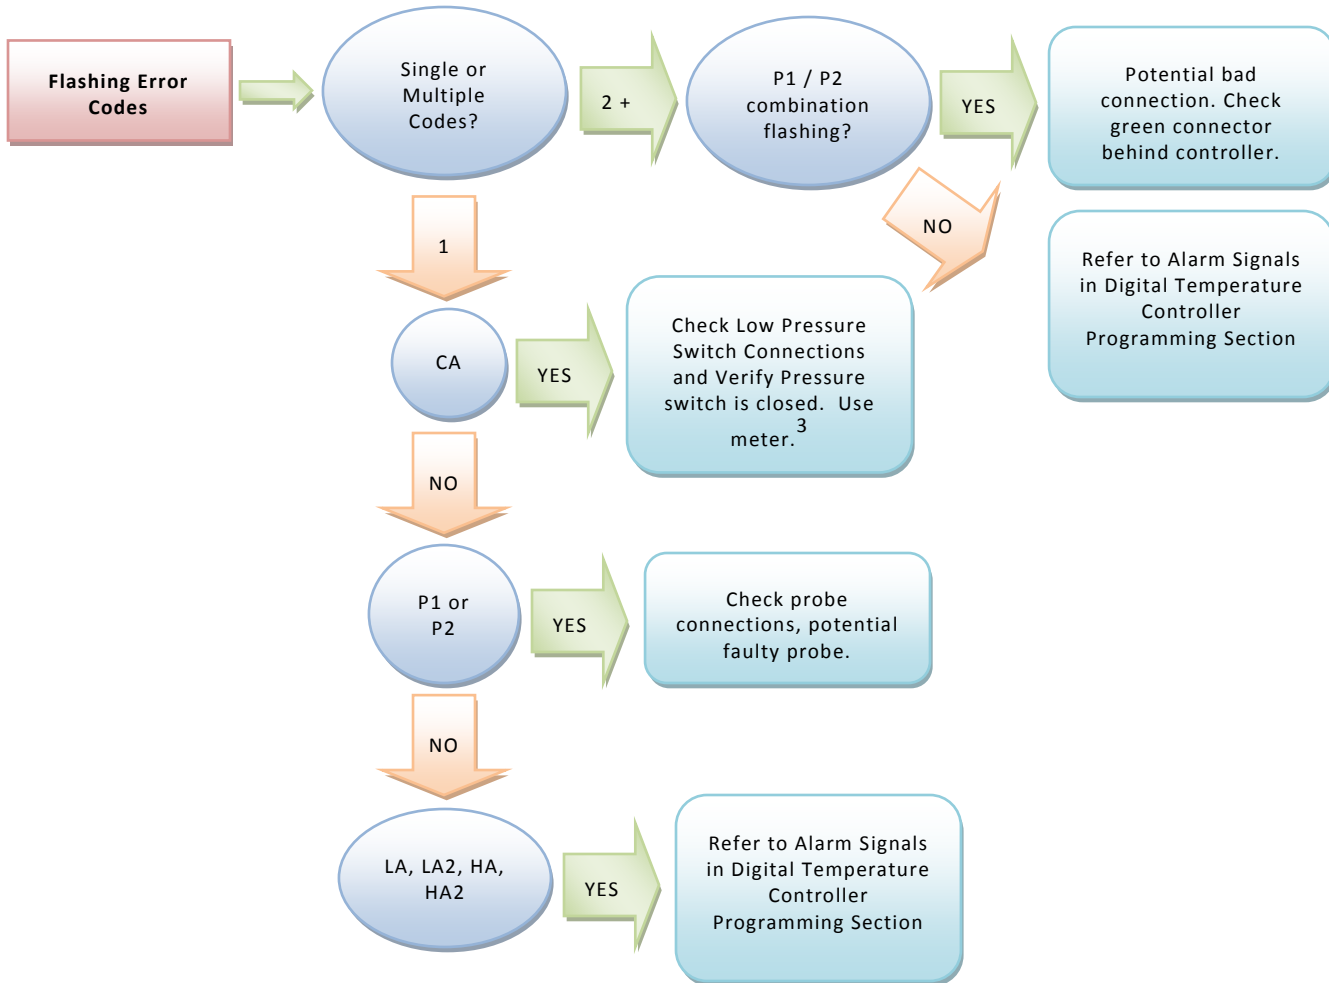 Flashing Error
Codes
Single or
Multiple
Codes?
2 +
P1 / P2
combination
flashing?
YES
Potential bad
connection. Check
green connector
behind controller.
NO
Refer to Alarm Signals
in Digital Temperature
Controller
Programming Section
1
CA
YES
Check Low Pressure
Switch Connections
and Verify Pressure
switch is closed. Use
meter.3
NO
P1 or
P2
YES
Check probe
connections, potential
faulty probe.
NO
LA, LA2, HA,
HA2
YES
Refer to Alarm Signals
in Digital Temperature
Controller
Programming Section